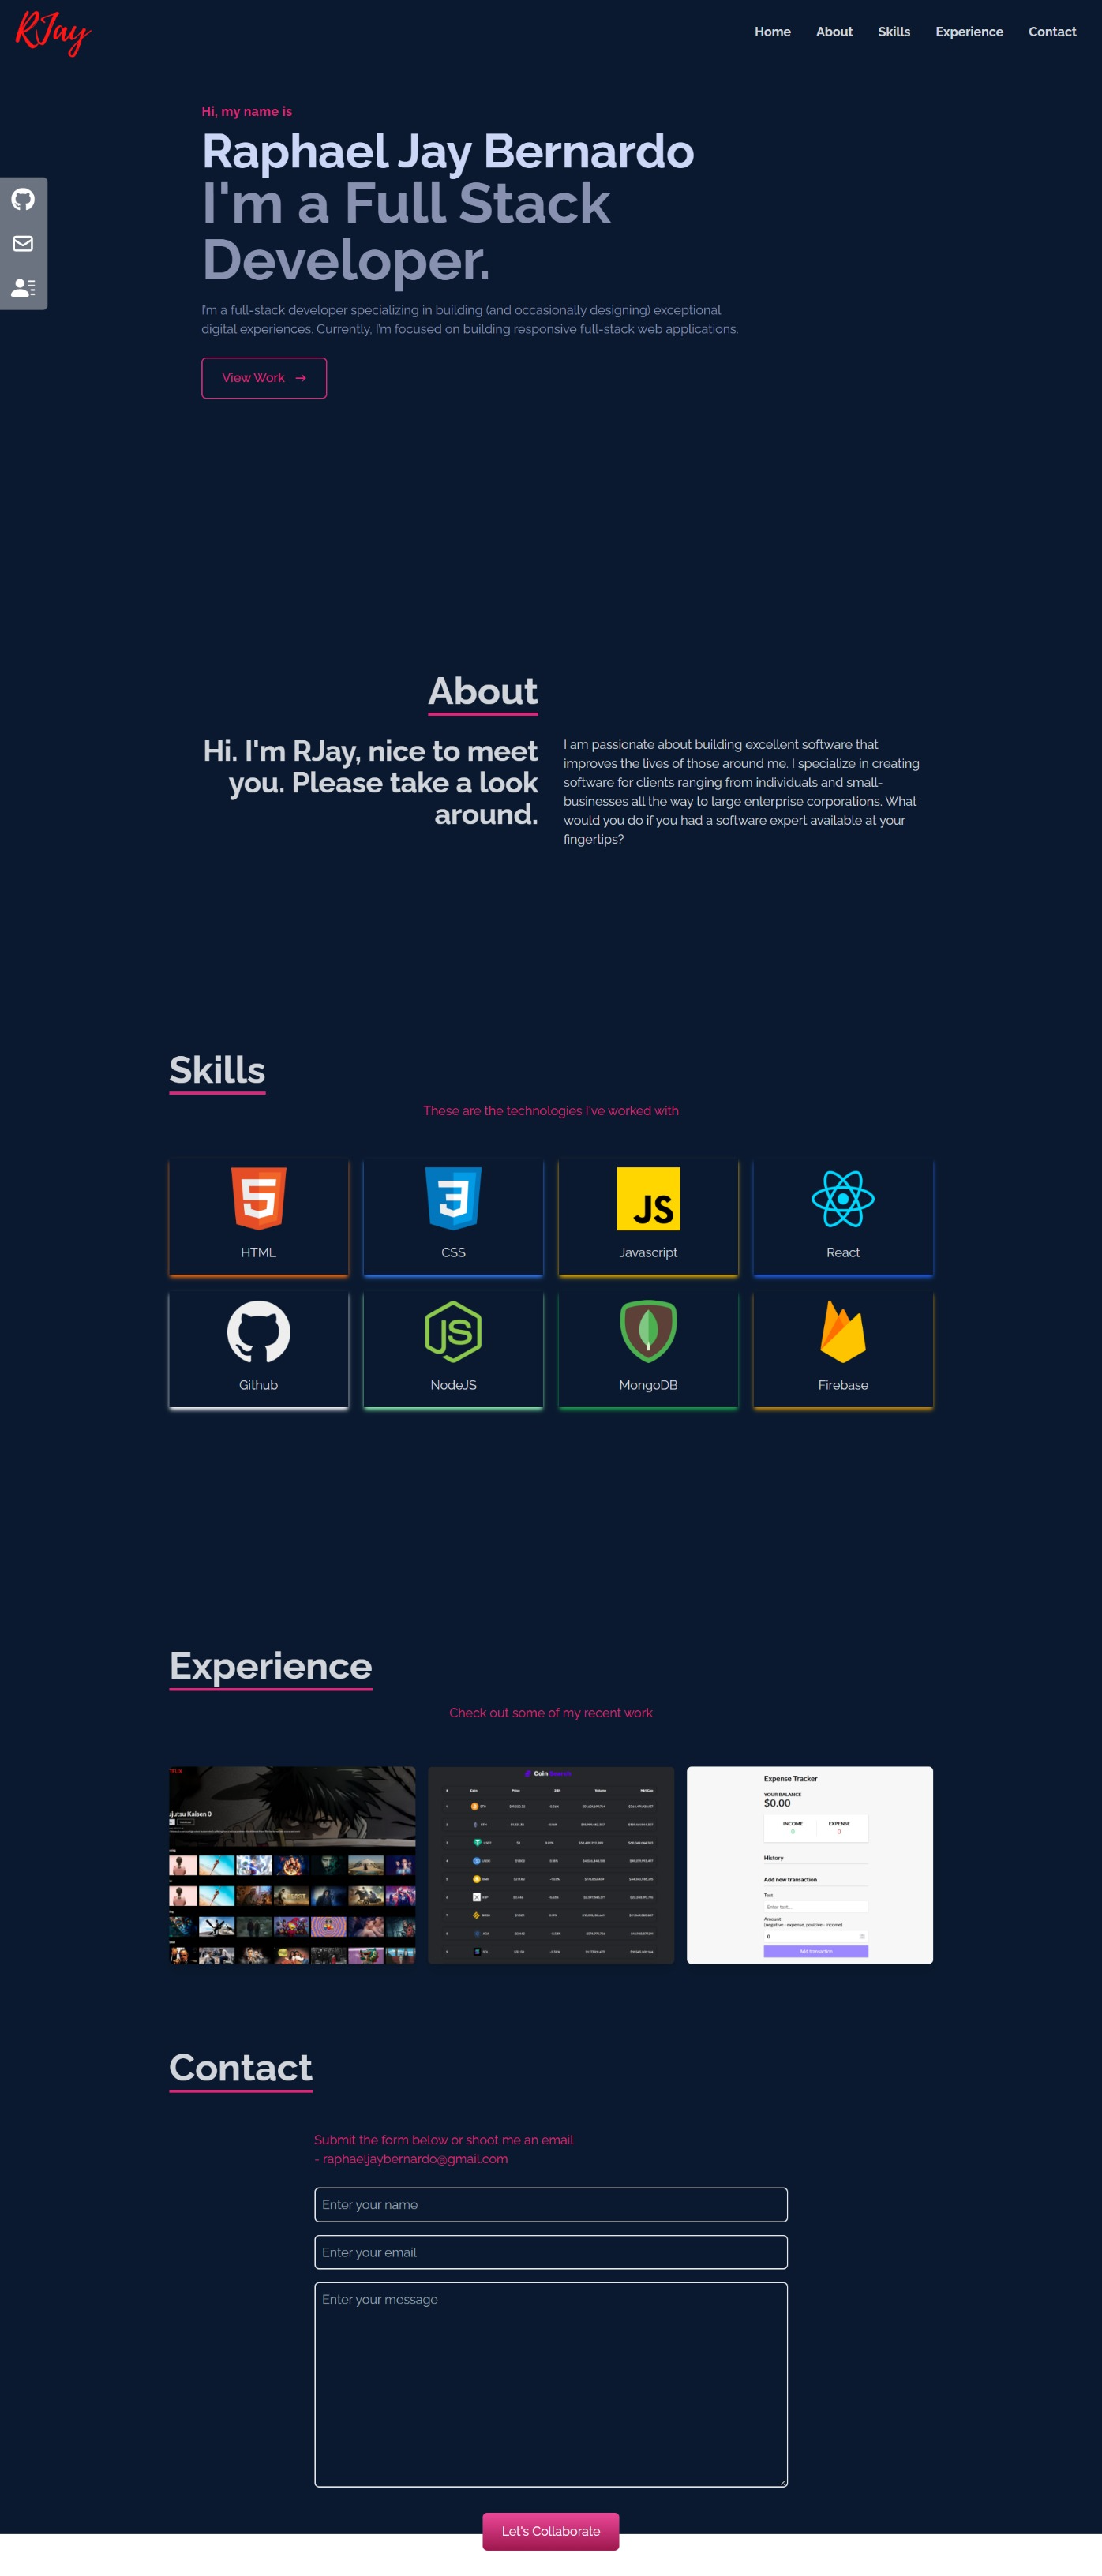 RJay
Home About Skills Experience Contact
Hi, my name is
Raphael Jay Bernardo
I'm a Full Stack
Developer.
I'm a full-stack developer specializing in building (and occasionally designing) exceptional
digital experiences. Currently, I'm focused on building responsive full-stack web applications.
View Work →
About
Hi. I'm RJay, nice to meet
you. Please take a look
around.
I am passionate about building excellent software that
improves the lives of those around me. I specialize in creating
software for clients ranging from individuals and small-
businesses all the way to large enterprise corporations. What
would you do if you had a software expert available at your
fingertips?
Skills
These are the technologies I've worked with
HTML
CSS
JS
Javascript
React
Github
NodeJS
MongoDB
Firebase
Experience
Check out some of my recent work
ujutsu Kaisen 0
Coin Search
Expense Tracker
YOUR BALANCE
$0.00
INCOME EXPENSE
0 0
History
Add new transaction
Text
Enter text...
Amount
(negative - expense, positive - income)
0
Add transaction
Contact
Submit the form below or shoot me an email
- raphaeljaybernardo@gmail.com
Enter your name
Enter your email
Enter your message
Let's Collaborate